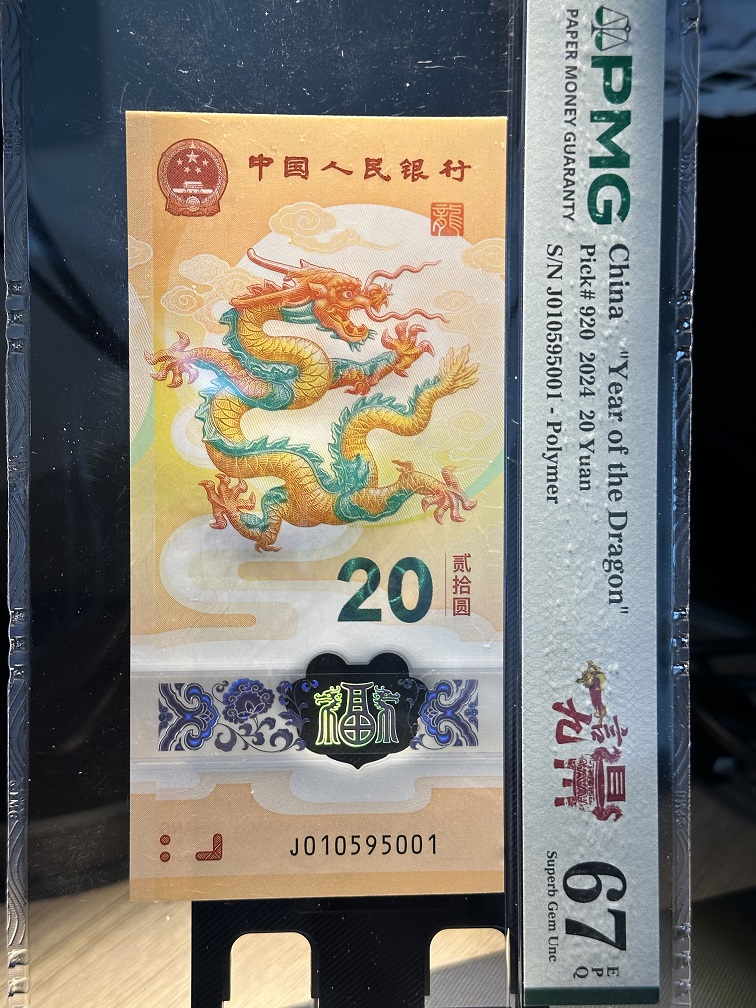 中国人民银行
龍
20
贰拾圆
福
J010595001
PMG
PAPER MONEY GUARANTY
China "Year of the Dragon"
Pick# 920 2024 20 Yuan
S/N J010595001 - Polymer
67
EPQ
Superb Gem Unc